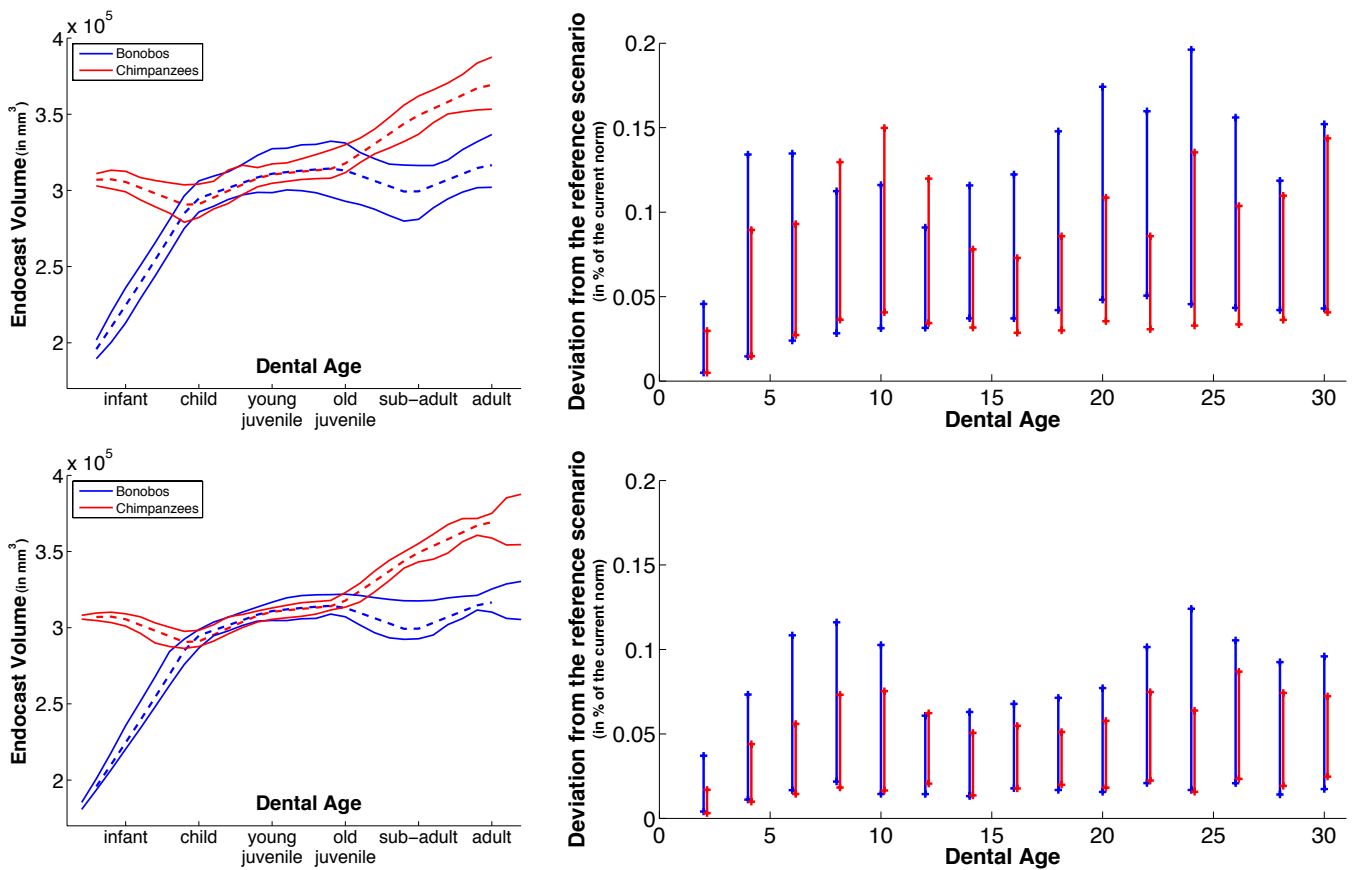 x 10^5
4
3.5
3
2.5
2
Bonobos
Chimpanzees
Endocast Volume (in mm^3)
Dental Age
infant child young juvenile old juvenile sub-adult adult
Deviation from the reference scenario
(in % of the current norm)
0.2
0.15
0.1
0.05
0
0 5 10 15 20 25 30
Dental Age
x 10^5
4
3.5
3
2.5
2
Bonobos
Chimpanzees
Endocast Volume (in mm^3)
Dental Age
infant child young juvenile old juvenile sub-adult adult
Deviation from the reference scenario
(in % of the current norm)
0.2
0.15
0.1
0.05
0
0 5 10 15 20 25 30
Dental Age